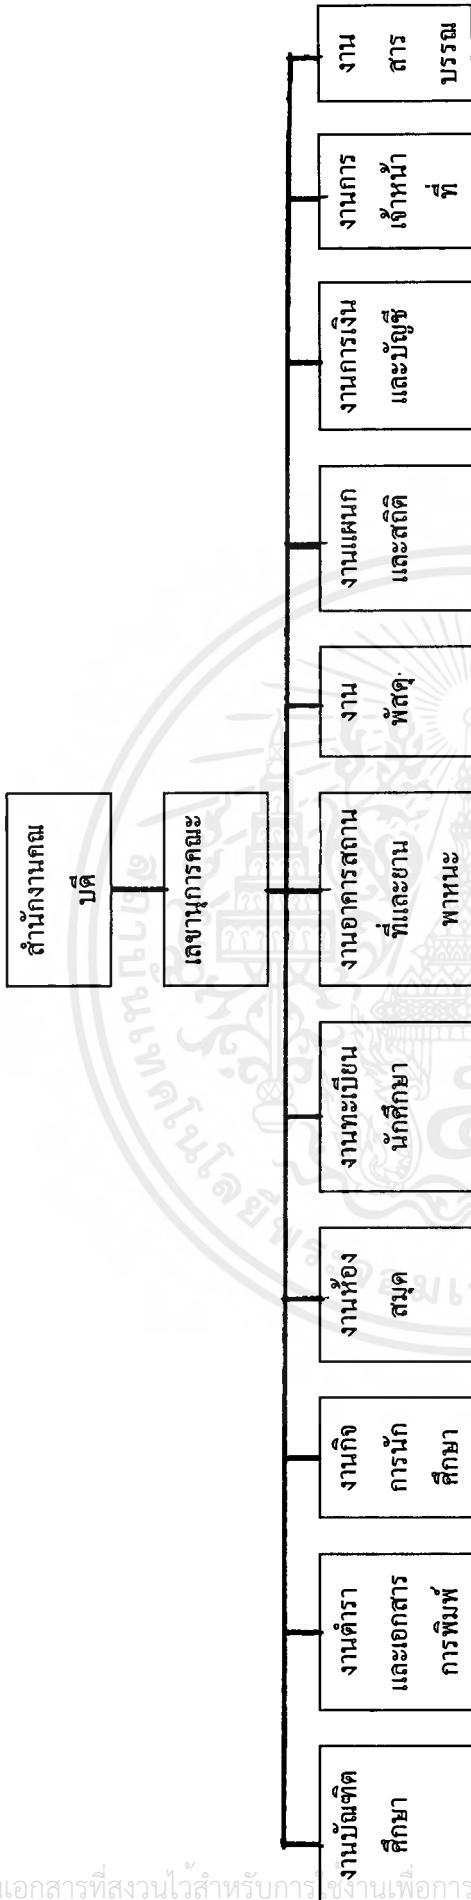 สำนักงานคณ
บดี
เลขานุการคณะ
งานบัณฑิต
ศึกษา
งานตำรา
และเอกสาร
การพิมพ์
งานกิจ
การนัก
ศึกษา
งานห้อง
สมุด
งานทะเบียน
นักศึกษา
งานอาคารสถาน
ที่และยาน
พาหนะ
งาน
พัสดุ
งานแผนก
และสถิติ
งานการเงิน
และบัญชี
งานการ
เจ้าหน้า
ที่
งาน
สาร
บรรณ
นเอกสารที่สงวนไว้สำหรับการใช้งานเพื่อการ